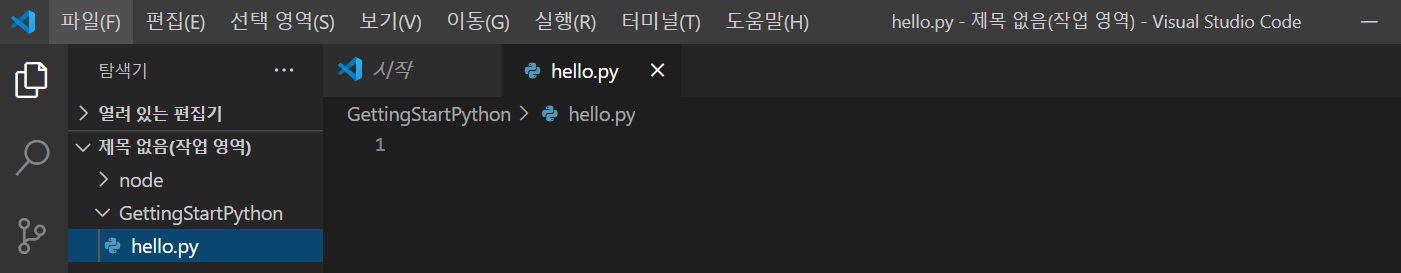 파일(F) 편집(E) 선택 영역(S) 보기(V) 이동(G) 실행(R) 터미널(T) 도움말(H) hello.py - 제목 없음(작업 영역) - Visual Studio Code
탐색기 ···
시작 hello.py
열려 있는 편집기
GettingStartPython > hello.py
제목 없음(작업 영역)
1
node
GettingStartPython
hello.py